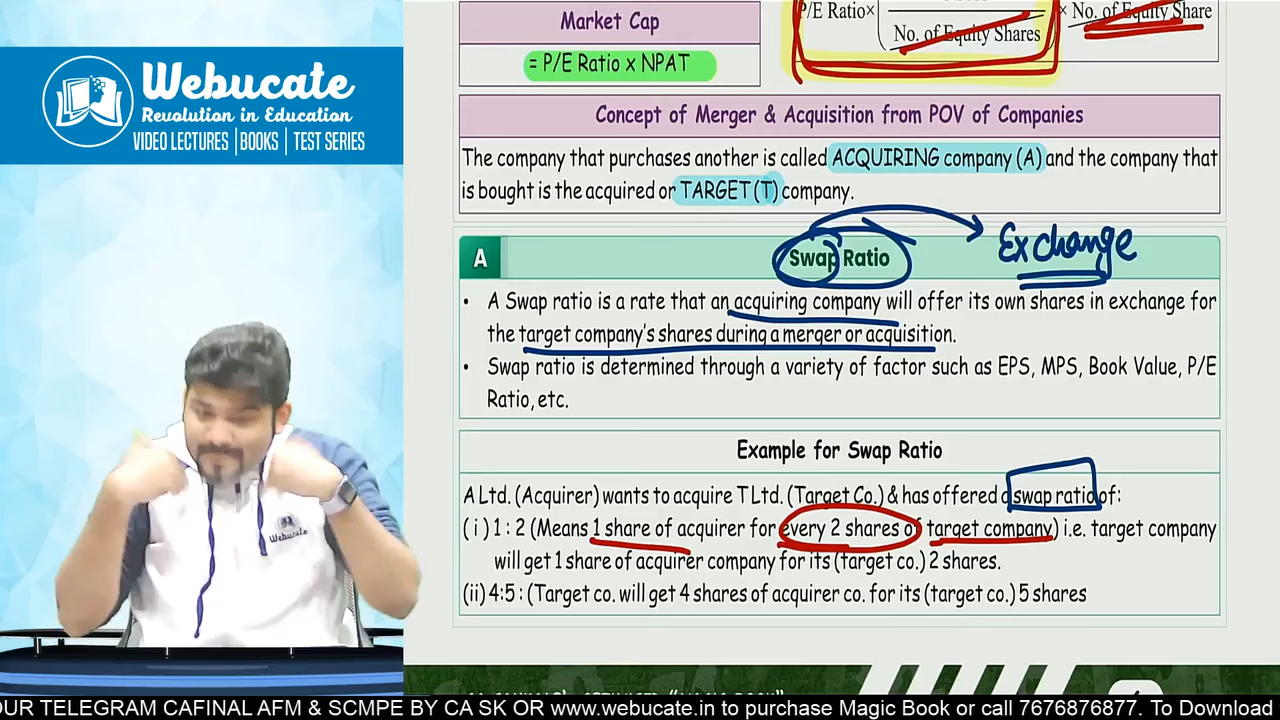 Webucate
Revolution in Education
VIDEO LECTURES | BOOKS | TEST SERIES
Market Cap
= P/E Ratio x NPAT
P/E Ratio×
No. of Equity Shares
× No. of Equity Share
Concept of Merger & Acquisition from POV of Companies
The company that purchases another is called ACQUIRING company (A) and the company that
is bought is the acquired or TARGET (T) company.
A
Swap Ratio
Exchange
• A Swap ratio is a rate that an acquiring company will offer its own shares in exchange for
the target company's shares during a merger or acquisition.
• Swap ratio is determined through a variety of factor such as EPS, MPS, Book Value, P/E
Ratio, etc.
Example for Swap Ratio
A Ltd. (Acquirer) wants to acquire T Ltd. (Target Co.) & has offered a swap ratio of:
(i) 1 : 2 (Means 1 share of acquirer for every 2 shares of target company) i.e. target company
will get 1 share of acquirer company for its (target co.) 2 shares.
(ii) 4:5 : (Target co. will get 4 shares of acquirer co. for its (target co.) 5 shares
Webucate
OUR TELEGRAM CAFINAL AFM & SCMPE BY CA SK OR www.webucate.in to purchase Magic Book or call 7676876877. To Download